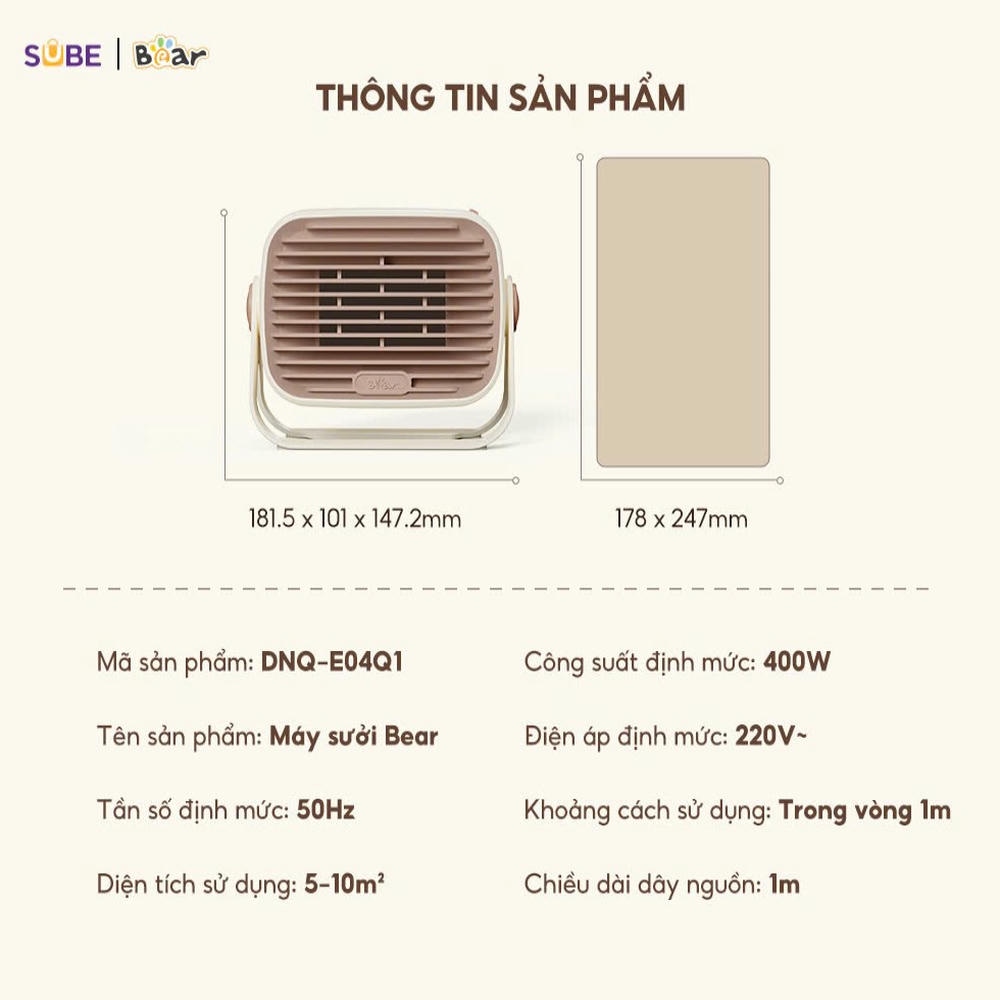 SUBE | Bear
THÔNG TIN SẢN PHẨM
Bear
181.5 x 101 x 147.2mm
178 x 247mm
Mã sản phẩm: DNQ-E04Q1
Công suất định mức: 400W
Tên sản phẩm: Máy sưởi Bear
Điện áp định mức: 220V~
Tần số định mức: 50Hz
Khoảng cách sử dụng: Trong vòng 1m
Diện tích sử dụng: 5-10m²
Chiều dài dây nguồn: 1m